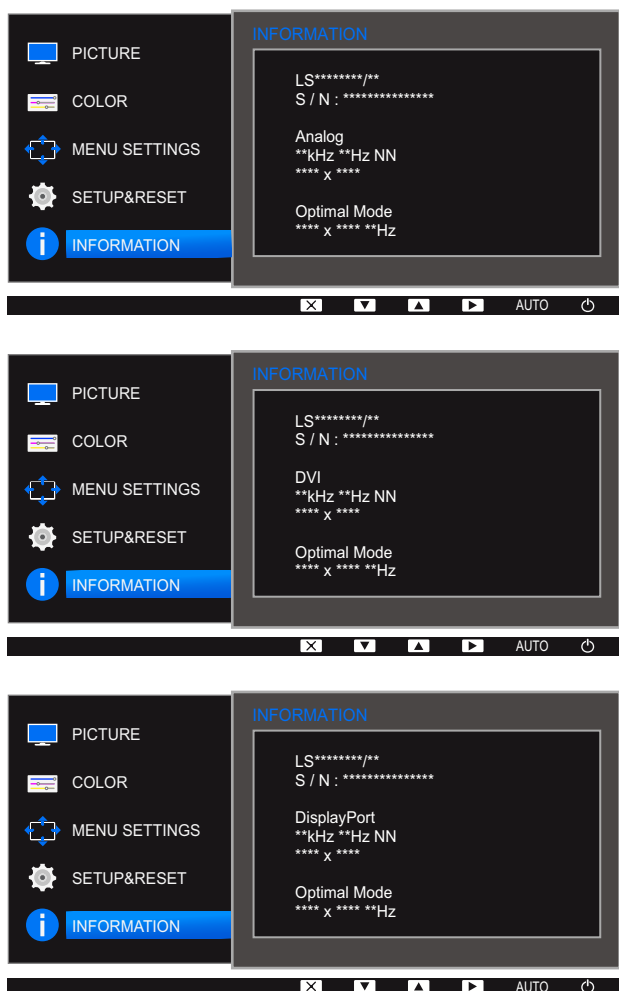 INFORMATION
PICTURE
COLOR
MENU SETTINGS
SETUP&RESET
INFORMATION
LS********/**
S / N : ***************
Analog
**kHz **Hz NN
**** x ****
Optimal Mode
**** x **** **Hz
AUTO
INFORMATION
PICTURE
COLOR
MENU SETTINGS
SETUP&RESET
INFORMATION
LS********/**
S / N : ***************
DVI
**kHz **Hz NN
**** x ****
Optimal Mode
**** x **** **Hz
AUTO
INFORMATION
PICTURE
COLOR
MENU SETTINGS
SETUP&RESET
INFORMATION
LS********/**
S / N : ***************
DisplayPort
**kHz **Hz NN
**** x ****
Optimal Mode
**** x **** **Hz
AUTO